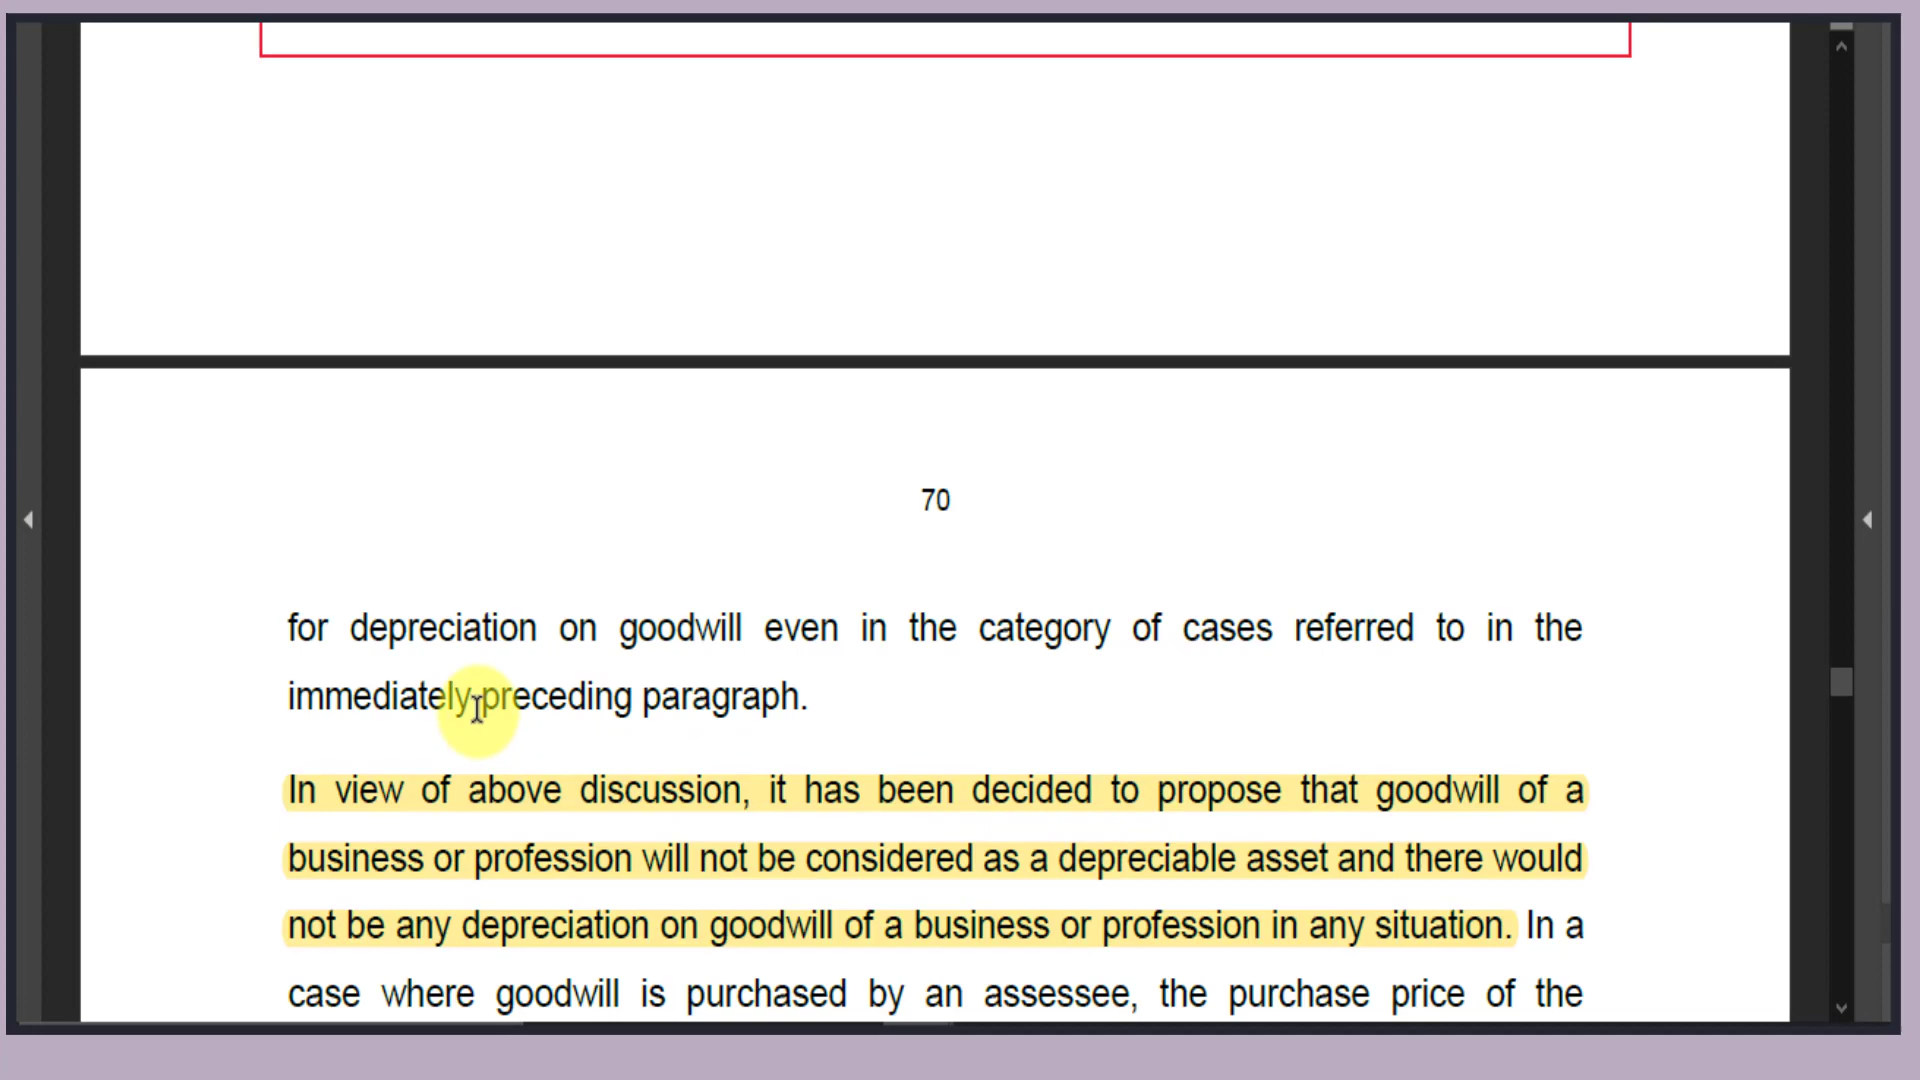 70
for depreciation on goodwill even in the category of cases referred to in the
immediately preceding paragraph.
In view of above discussion, it has been decided to propose that goodwill of a
business or profession will not be considered as a depreciable asset and there would
not be any depreciation on goodwill of a business or profession in any situation. In a
case where goodwill is purchased by an assessee, the purchase price of the